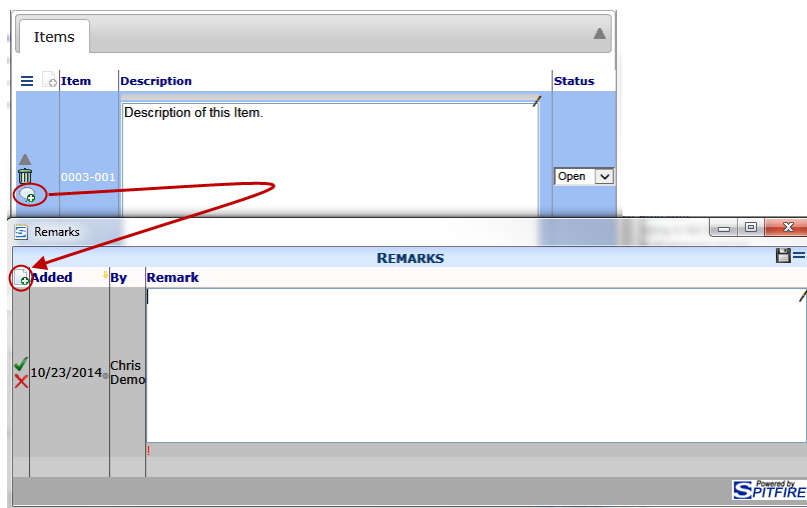 Items
Item Description Status
Description of this Item.
0003-001
Open
Remarks
REMARKS
Added By Remark
10/23/2014 Chris
Demo
!
Powered by
SPITFIRE